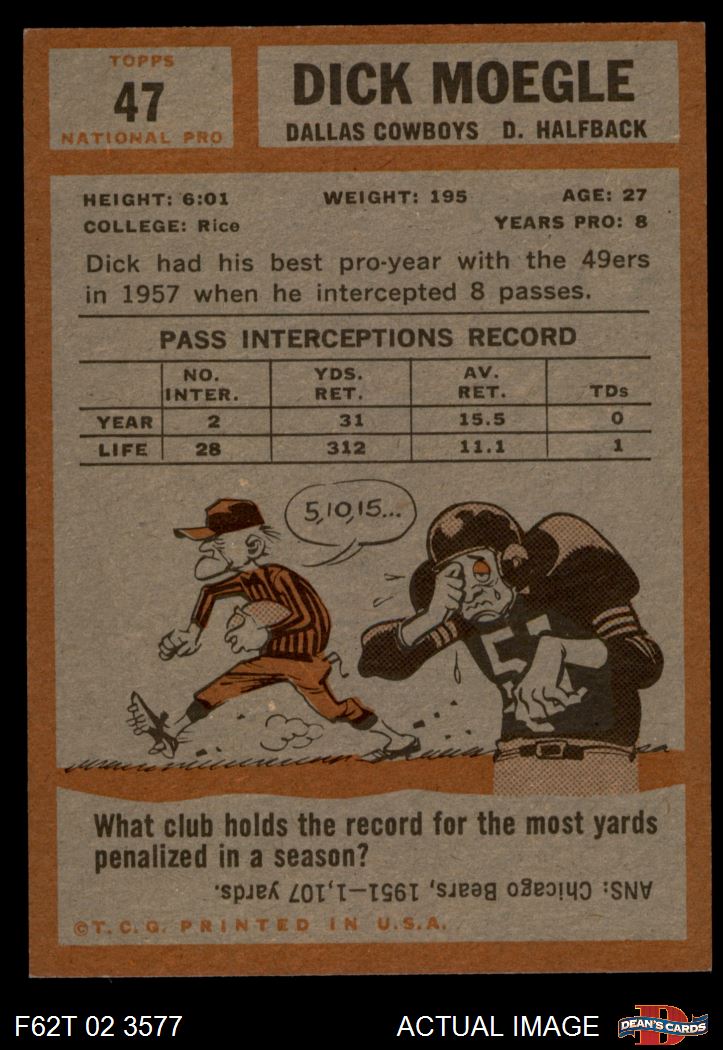 TOPPS
47
NATIONAL PRO
DICK MOEGLE
DALLAS COWBOYS D. HALFBACK
HEIGHT: 6:01 WEIGHT: 195 AGE: 27
COLLEGE: Rice YEARS PRO: 8
Dick had his best pro-year with the 49ers
in 1957 when he intercepted 8 passes.
PASS INTERCEPTIONS RECORD
NO. INTER. YDS. RET. AV. RET. TDs
YEAR 2 31 15.5 0
LIFE 28 312 11.1 1
5,10,15...
5
What club holds the record for the most yards
penalized in a season?
ANS: Chicago Bears, 1951—1,107 yards.
©T.C.G. PRINTED IN U.S.A.
F62T 02 3577 ACTUAL IMAGE
D
DEAN'S CARDS